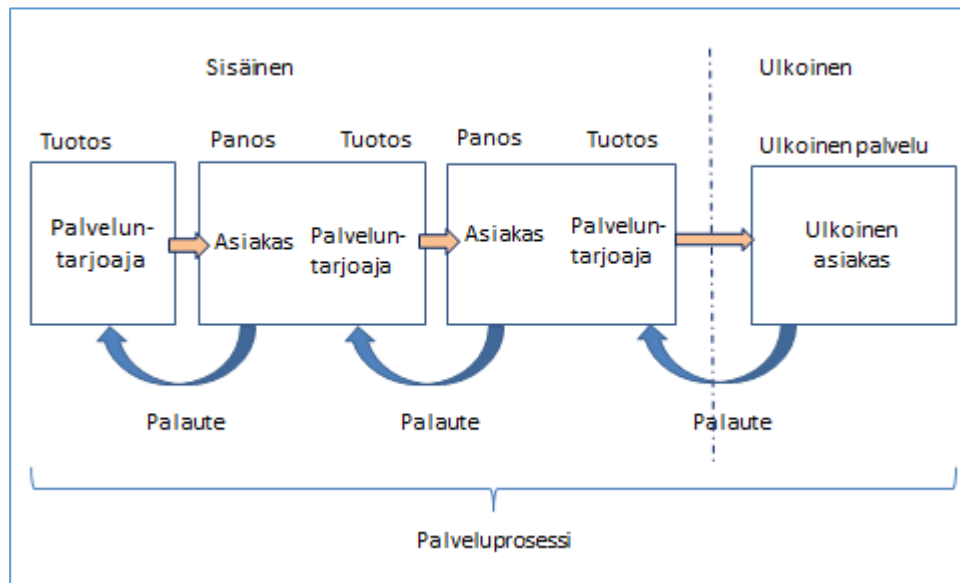 Sisäinen
Ulkoinen
Tuotos
Panos
Tuotos
Panos
Tuotos
Ulkoinen palvelu
Palvelun-
tarjoaja
Asiakas
Palvelun-
tarjoaja
Asiakas
Palvelun-
tarjoaja
Ulkoinen
asiakas
Palaute
Palaute
Palaute
Palveluprosessi